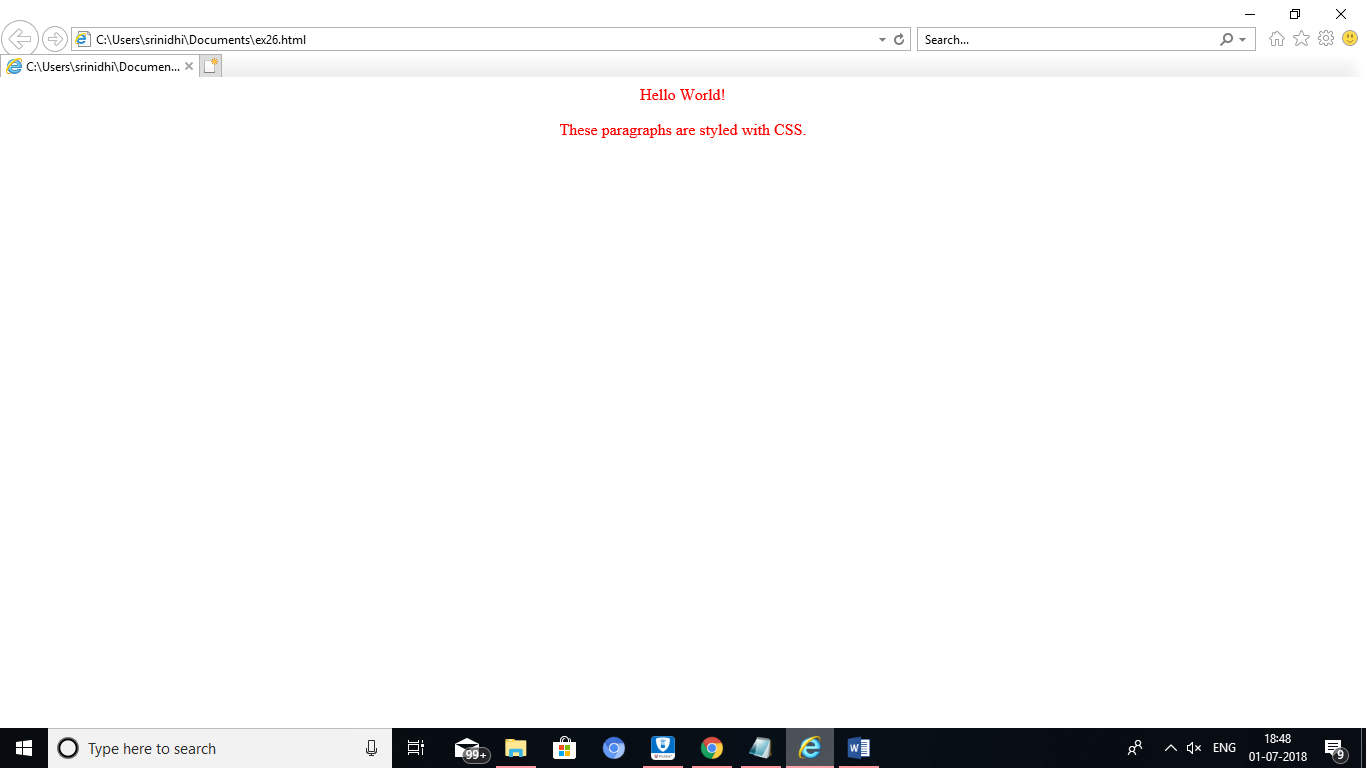 C:\Users\srinidhi\Documents\ex26.html
Search...
C:\Users\srinidhi\Documen...
Hello World!
These paragraphs are styled with CSS.
Type here to search
99+
ENG
18:48
01-07-2018
9